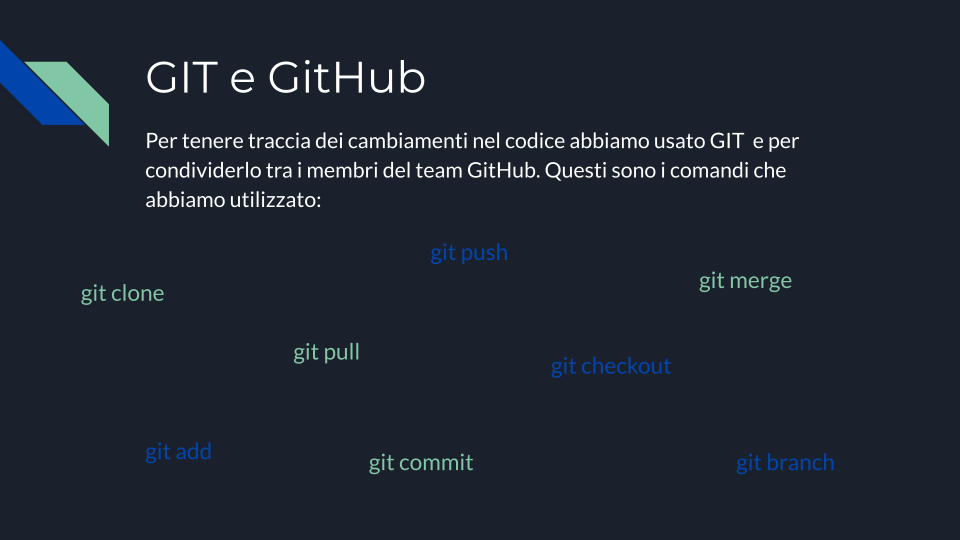 GIT e GitHub
Per tenere traccia dei cambiamenti nel codice abbiamo usato GIT  e per
condividerlo tra i membri del team GitHub. Questi sono i comandi che
abbiamo utilizzato:
git push
git merge
git clone
git pull
git checkout
git add
git commit
git branch